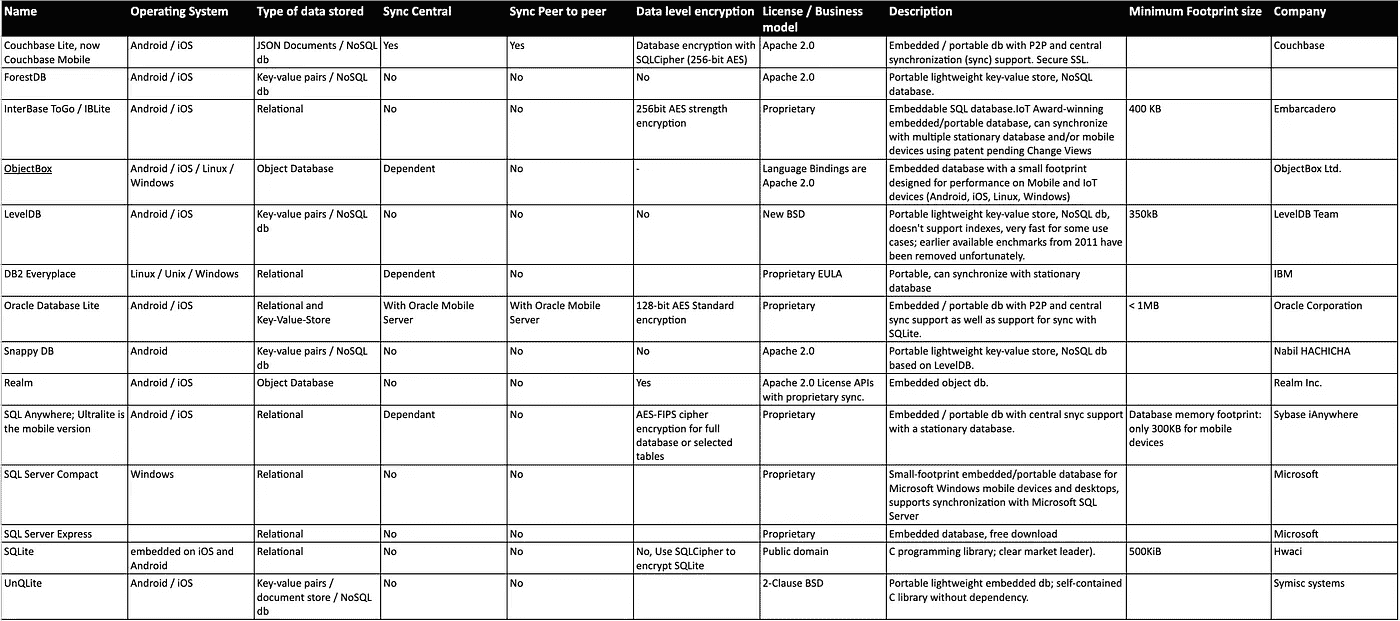 Name Operating System Type of data stored Sync Central Sync Peer to peer Data level encryption License / Business model Description Minimum Footprint size Company
Couchbase Lite, now Couchbase Mobile Android / iOS JSON Documents / NoSQL db Yes Yes Database encryption with SQLCipher (256-bit AES) Apache 2.0 Embedded / portable db with P2P and central synchronization (sync) support. Secure SSL. Couchbase
ForestDB Android / iOS Key-value pairs / NoSQL db No No No Apache 2.0 Portable lightweight key-value store, NoSQL database.
InterBase ToGo / IBLite Android / iOS Relational No No 256bit AES strength encryption Proprietary Embeddable SQL database.IoT Award-winning embedded/portable database, can synchronize with multiple stationary database and/or mobile devices using patent pending Change Views 400 KB Embarcadero
ObjectBox Android / iOS / Linux / Windows Object Database Dependent No - Language Bindings are Apache 2.0 Embedded database with a small footprint designed for performance on Mobile and IoT devices (Android, iOS, Linux, Windows) ObjectBox Ltd.
LevelDB Android / iOS Key-value pairs / NoSQL db No No No New BSD Portable lightweight key-value store, NoSQL db, doesn't support indexes, very fast for some use cases; earlier available enchmarks from 2011 have been removed unfortunately. 350kB LevelDB Team
DB2 Everyplace Linux / Unix / Windows Relational Dependent No Proprietary EULA Portable, can synchronize with stationary database IBM
Oracle Database Lite Android / iOS Relational and Key-Value-Store With Oracle Mobile Server With Oracle Mobile Server 128-bit AES Standard encryption Proprietary Embedded / portable db with P2P and central sync support as well as support for sync with SQLite. < 1MB Oracle Corporation
Snappy DB Android Key-value pairs / NoSQL db No No No Apache 2.0 Portable lightweight key-value store, NoSQL db based on LevelDB. Nabil HACHICHA
Realm Android / iOS Object Database No No Yes Apache 2.0 License APIs with proprietary sync. Embedded object db. Realm Inc.
SQL Anywhere; Ultralite is the mobile version Android / iOS Relational Dependant No AES-FIPS cipher encryption for full database or selected tables Proprietary Embedded / portable db with central snyc support with a stationary database. Database memory footprint: only 300KB for mobile devices Sybase iAnywhere
SQL Server Compact Windows Relational No No Proprietary Small-footprint embedded/portable database for Microsoft Windows mobile devices and desktops, supports synchronization with Microsoft SQL Server Microsoft
SQL Server Express Relational No No Proprietary Embedded database, free download Microsoft
SQLite embedded on iOS and Android Relational No No No, Use SQLCipher to encrypt SQLite Public domain C programming library; clear market leader). 500KiB Hwaci
UnQLite Android / iOS Key-value pairs / document store / NoSQL db No No 2-Clause BSD Portable lightweight embedded db; self-contained C library without dependency. Symisc systems